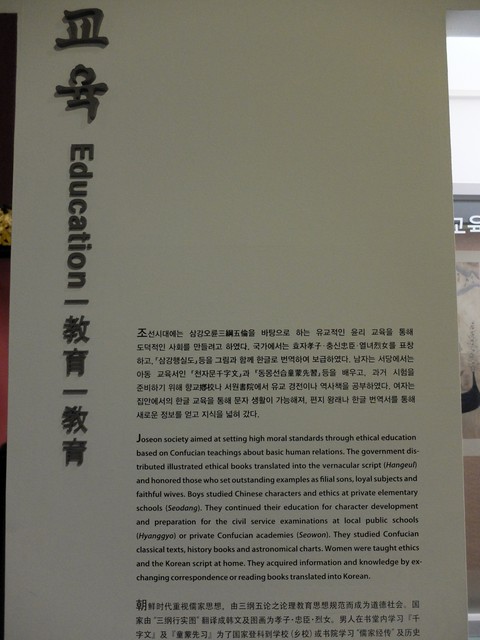 교육
Education | 教育 | 教育
조선시대에는 삼강오륜三綱五倫을 바탕으로 하는 유교적인 윤리 교육을 통해
도덕적인 사회를 만들려고 하였다. 국가에서는 효자孝子·충신忠臣·열녀烈女를 표창
하고, 『삼강행실도』등을 그림과 함께 한글로 번역하여 보급하였다. 남자는 서당에서는
아동 교육서인 『천자문千字文』과 『동몽선습童蒙先習』등을 배우고, 과거 시험을
준비하기 위해 향교鄕校나 서원書院에서 유교 경전이나 역사책을 공부하였다. 여자는
집안에서의 한글 교육을 통해 문자 생활이 가능해져, 편지 왕래나 한글 번역서를 통해
새로운 정보를 얻고 지식을 넓혀 갔다.
Joseon society aimed at setting high moral standards through ethical education
based on Confucian teachings about basic human relations. The government dis-
tributed illustrated ethical books translated into the vernacular script (Hangeul)
and honored those who set outstanding examples as filial sons, loyal subjects and
faithful wives. Boys studied Chinese characters and ethics at private elementary
schools (Seodang). They continued their education for character development
and preparation for the civil service examinations at local public schools
(Hyanggyo) or private Confucian academies (Seowon). They studied Confucian
classical texts, history books and astronomical charts. Women were taught ethics
and the Korean script at home. They acquired information and knowledge by ex-
changing correspondence or reading books translated into Korean.
朝鲜时代重视儒家思想，由三纲五论之论理教育思想规范而成为道德社会。国
家由 "三纲行实图" 翻译成韩文及图画为孝子·忠臣·烈女。男人在书堂内学习『千
字文』及『童蒙先习』为了国家登科到学校 (乡校) 或书院学习 "儒家经传" 及历史
교육